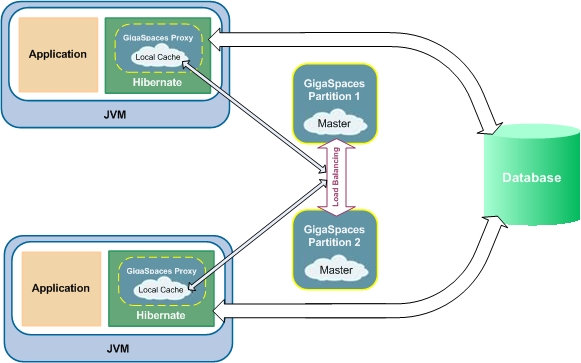 GigaSpaces Proxy
Application
Local Cache
Hibernate
JVM
GigaSpaces
Partition 1
Master
Load Balancing
Database
GigaSpaces
Partition 2
Master
GigaSpaces Proxy
Application
Local Cache
Hibernate
JVM